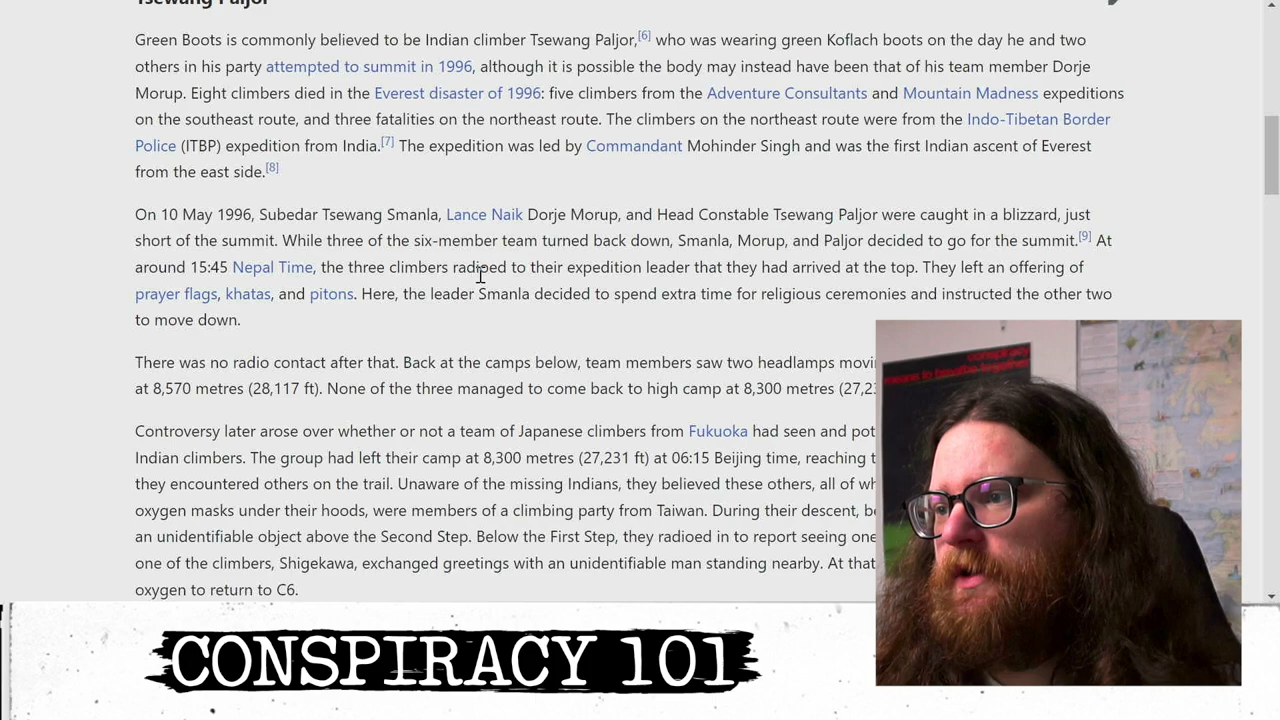 Tsewang Paljor
Green Boots is commonly believed to be Indian climber Tsewang Paljor,[6] who was wearing green Koflach boots on the day he and two
others in his party attempted to summit in 1996, although it is possible the body may instead have been that of his team member Dorje
Morup. Eight climbers died in the Everest disaster of 1996: five climbers from the Adventure Consultants and Mountain Madness expeditions
on the southeast route, and three fatalities on the northeast route. The climbers on the northeast route were from the Indo-Tibetan Border
Police (ITBP) expedition from India.[7] The expedition was led by Commandant Mohinder Singh and was the first Indian ascent of Everest
from the east side.[8]
On 10 May 1996, Subedar Tsewang Smanla, Lance Naik Dorje Morup, and Head Constable Tsewang Paljor were caught in a blizzard, just
short of the summit. While three of the six-member team turned back down, Smanla, Morup, and Paljor decided to go for the summit.[9] At
around 15:45 Nepal Time, the three climbers radioed to their expedition leader that they had arrived at the top. They left an offering of
prayer flags, khatas, and pitons. Here, the leader Smanla decided to spend extra time for religious ceremonies and instructed the other two
to move down.
There was no radio contact after that. Back at the camps below, team members saw two headlamps movi
at 8,570 metres (28,117 ft). None of the three managed to come back to high camp at 8,300 metres (27,23
Controversy later arose over whether or not a team of Japanese climbers from Fukuoka had seen and pot
Indian climbers. The group had left their camp at 8,300 metres (27,231 ft) at 06:15 Beijing time, reaching t
they encountered others on the trail. Unaware of the missing Indians, they believed these others, all of wh
oxygen masks under their hoods, were members of a climbing party from Taiwan. During their descent, be
an unidentifiable object above the Second Step. Below the First Step, they radioed in to report seeing one
one of the climbers, Shigekawa, exchanged greetings with an unidentifiable man standing nearby. At that
oxygen to return to C6.
conspiracy
means to breathe together
CONSPIRACY 101